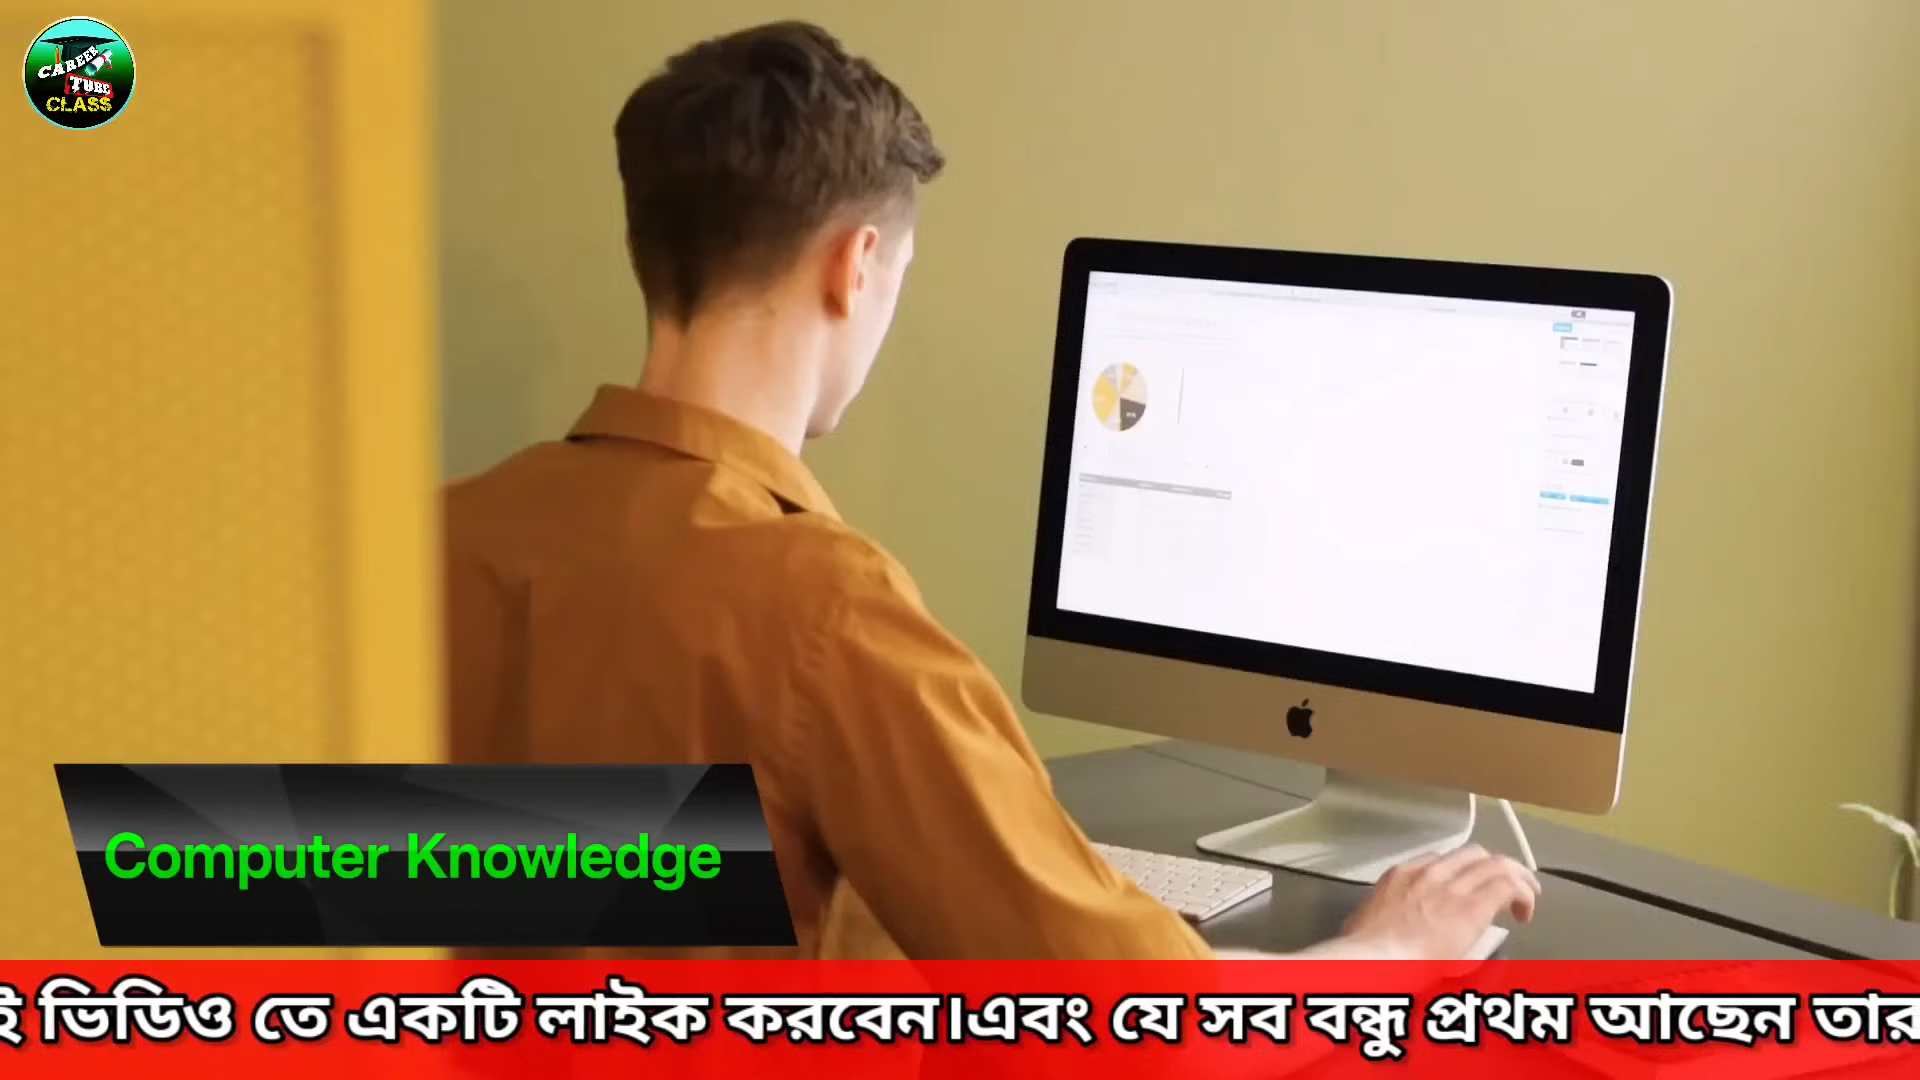 CAREER
TUBE
CLASS
Computer Knowledge
ই ভিডিও তে একটি লাইক করবেন।এবং যে সব বন্ধু প্রথম আছেন তার